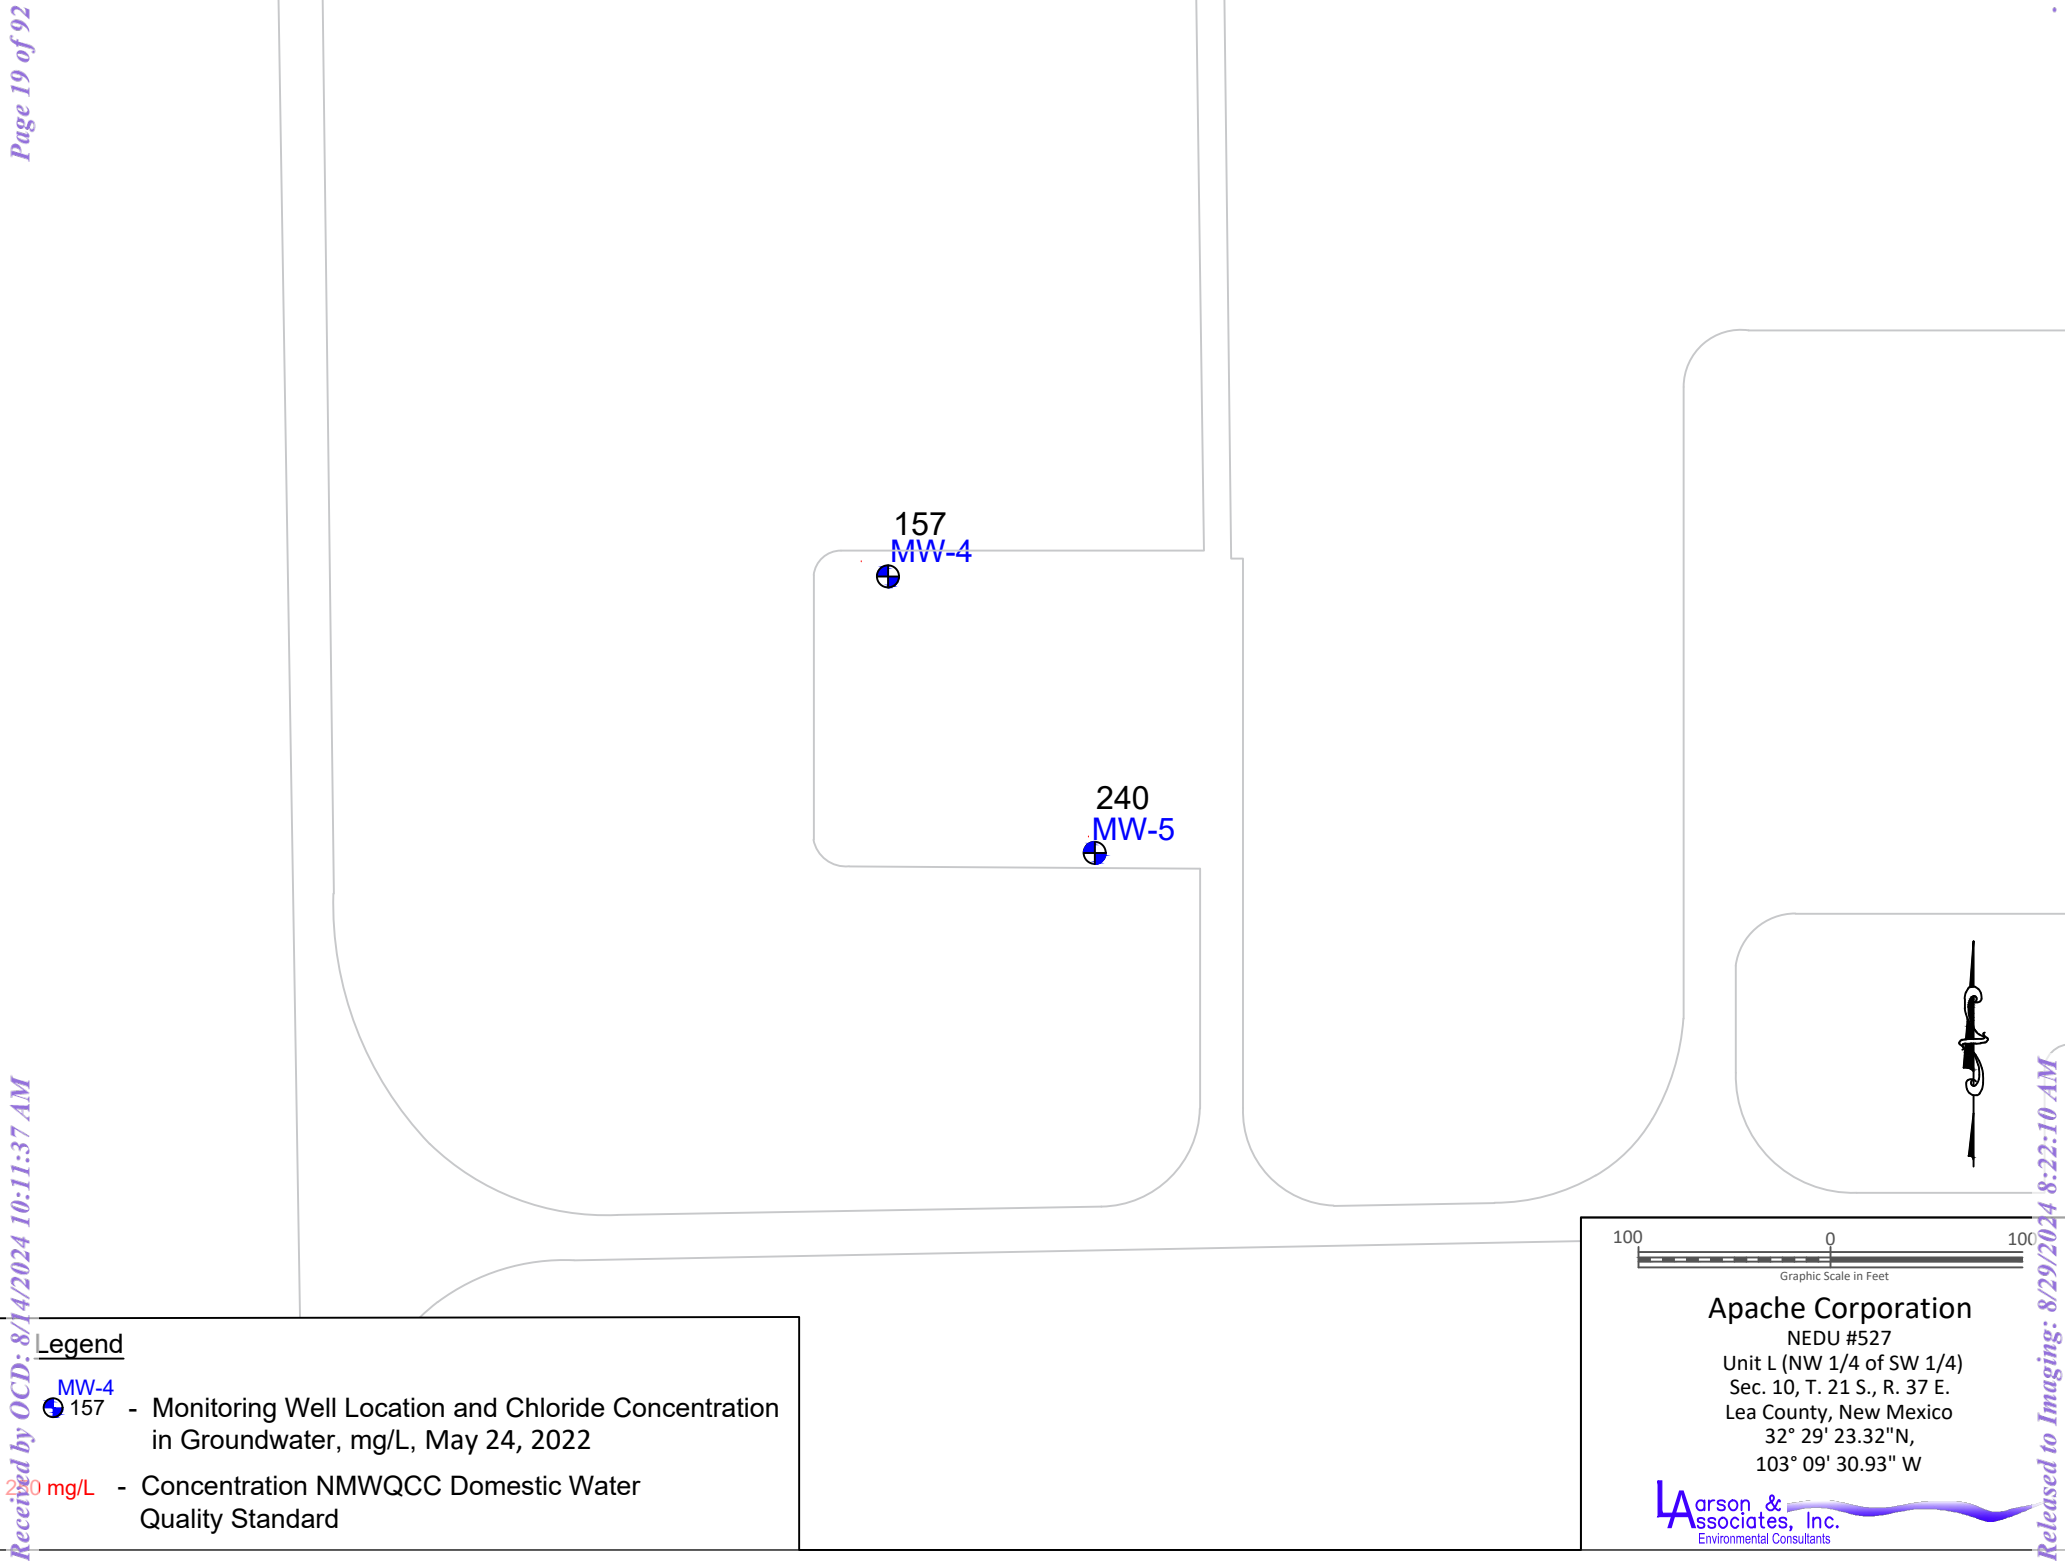 Page 19 of 92
157
MW-4
240
MW-5
Received by OCD: 8/14/2024 10:11:37 AM
Released to Imaging: 8/29/2024 8:22:10 AM
Legend
MW-4
157 - Monitoring Well Location and Chloride Concentration
in Groundwater, mg/L, May 24, 2022
mg/L - Concentration NMWQCC Domestic Water
Quality Standard
100 0 100
Graphic Scale in Feet
Apache Corporation
NEDU #527
Unit L (NW 1/4 of SW 1/4)
Sec. 10, T. 21 S., R. 37 E.
Lea County, New Mexico
32° 29' 23.32"N,
103° 09' 30.93" W
Larson &
Associates, Inc.
Environmental Consultants